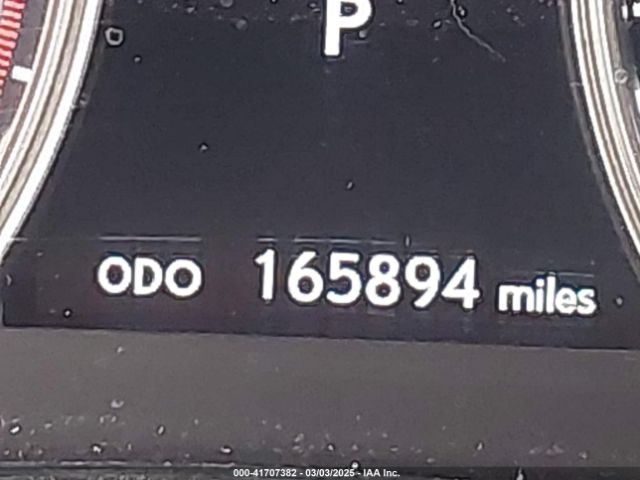 P
ODO 165894 miles
000-41707382 - 03/03/2025 - IAA Inc.